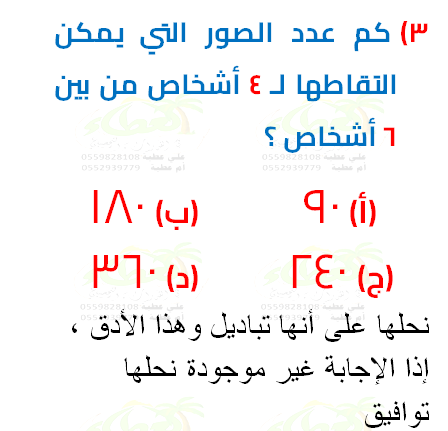 ٣) كم عدد الصور التي يمكن
التقاطها لـ ٤ أشخاص من بين
٦ أشخاص ؟
(أ) ٩٠ (ب) ١٨٠
(ج) ٢٤٠ (د) ٣٦٠
نحلها على أنها تباديل وهذا الأدق ،
إذا الإجابة غير موجودة نحلها
توافيق